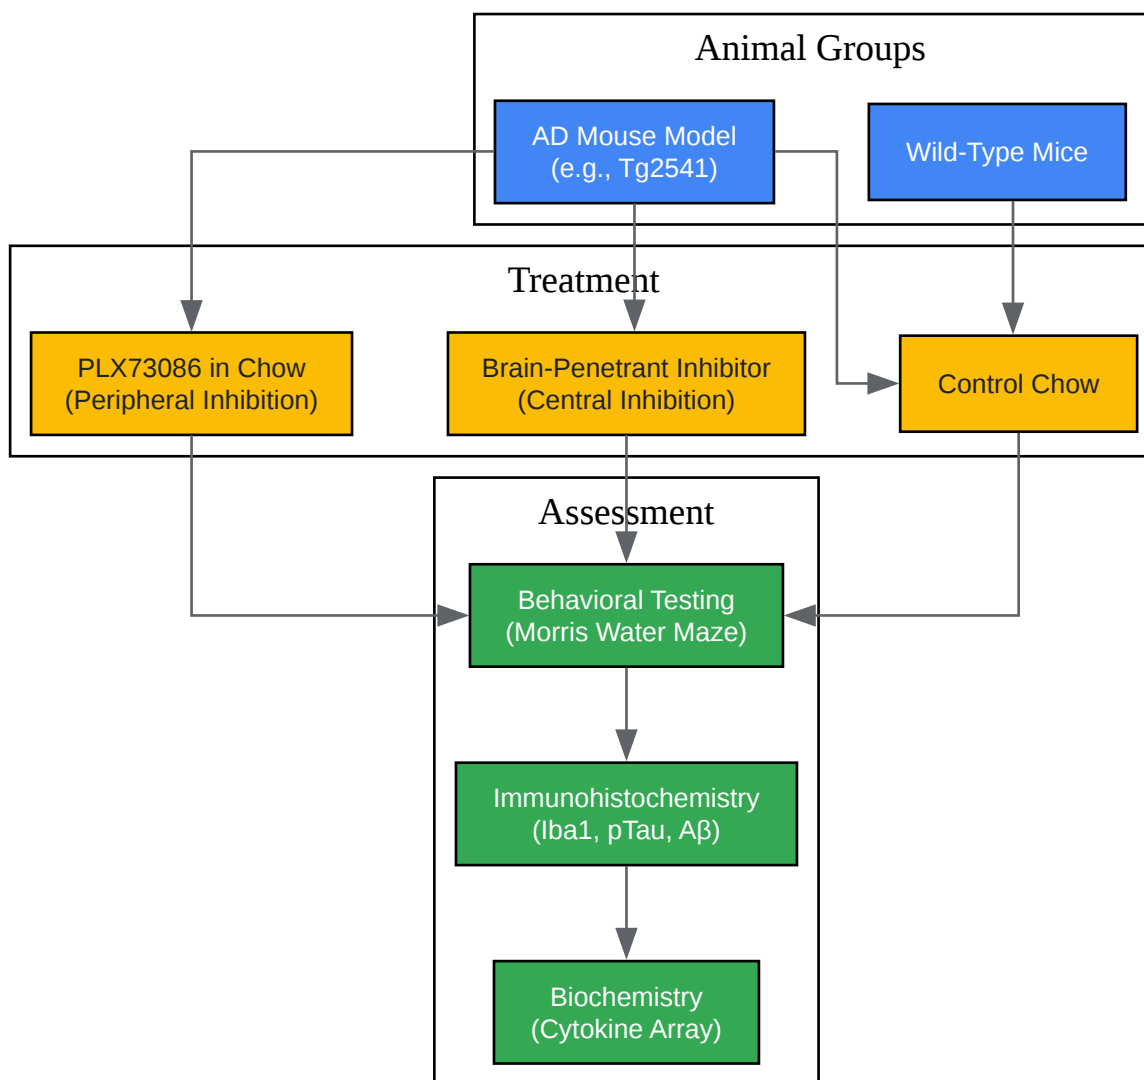 Animal Groups
AD Mouse Model
(e.g., Tg2541)
Wild-Type Mice
Treatment
PLX73086 in Chow
(Peripheral Inhibition)
Brain-Penetrant Inhibitor
(Central Inhibition)
Control Chow
Assessment
Behavioral Testing
(Morris Water Maze)
Immunohistochemistry
(Iba1, pTau, Aβ)
Biochemistry
(Cytokine Array)